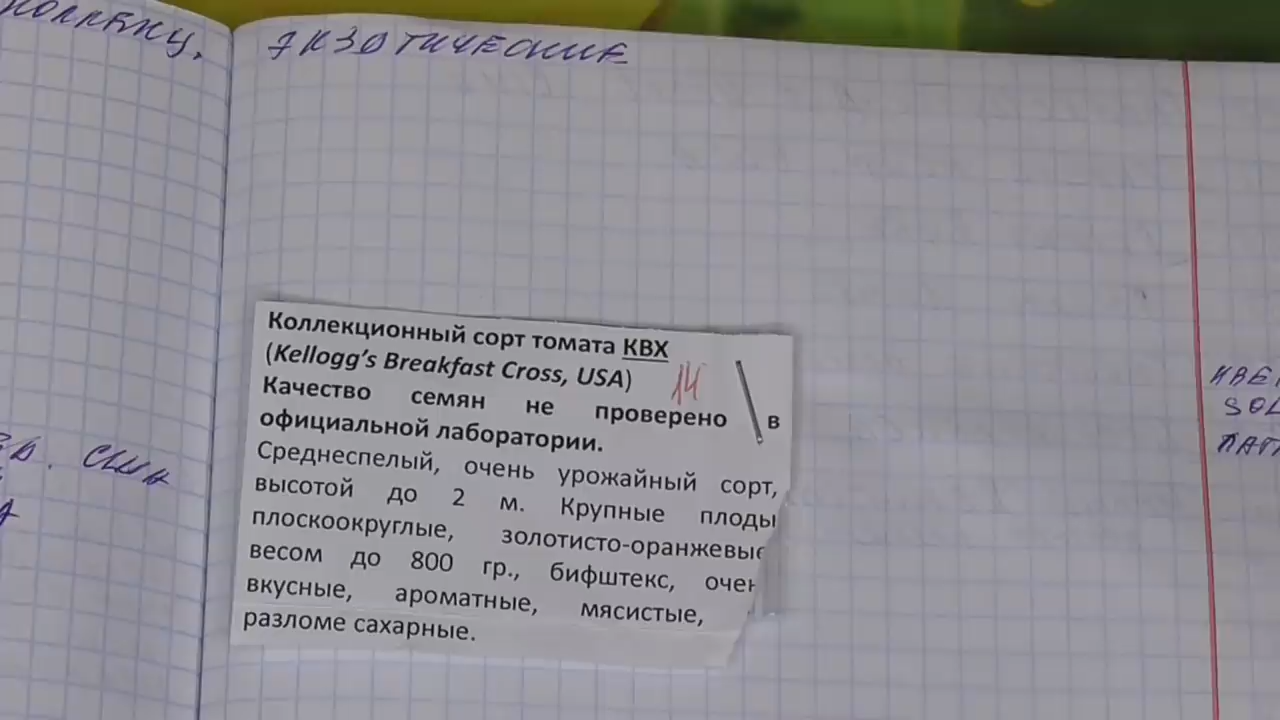 ЭКЗОТИЧЕСКИЕ
Коллекционный сорт томата КВХ
(Kellogg’s Breakfast Cross, USA)
14
Качество семян не проверено в
официальной лаборатории.
Среднеспелый, очень урожайный сорт,
высотой до 2 м. Крупные плоды
плоскоокруглые, золотисто-оранжевые
весом до 800 гр., бифштекс, очен
вкусные, ароматные, мясистые,
разломе сахарные.
США